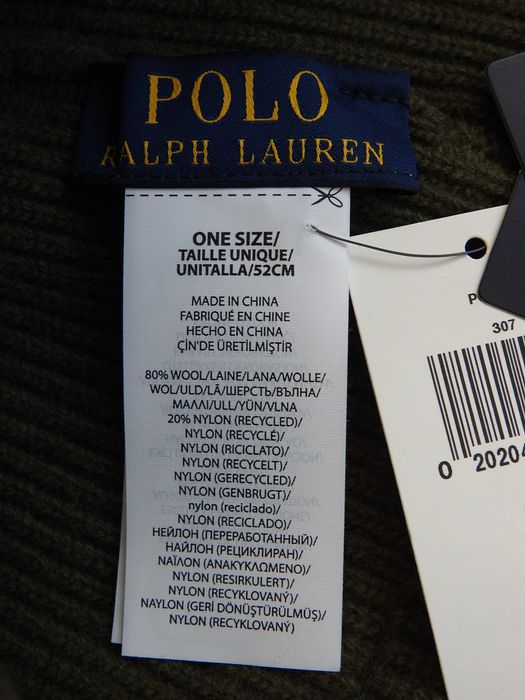 POLO
RALPH LAUREN
ONE SIZE/
TAILLE UNIQUE/
UNITALLA/52CM
MADE IN CHINA
FABRIQUÉ EN CHINE
HECHO EN CHINA
ÇİN'DE ÜRETİLMİŞTİR
80% WOOL/LAINE/LANA/WOLLE/
WOL/ULD/LÃ/ШЕРСТЬ/ВЪЛНА/
ΜΑΛΛΙ/ULL/YÜN/VLNA
20% NYLON (RECYCLED)/
NYLON (RECYCLÉ)/
NYLON (RICICLATO)/
NYLON (RECYCELT)/
NYLON (GERECYCLED)/
NYLON (GENBRUGT)/
nylon (reciclado)/
NYLON (RECICLADO)/
НЕЙЛОН (ПЕРЕРАБОТАННЫЙ)/
НАЙЛОН (РЕЦИКЛИРАН)/
ΝΑΪΛΟΝ (ΑΝΑΚΥΚΛΩΜΕΝΟ)/
NYLON (RESIRKULERT)/
NYLON (RECYKLOVANÝ)/
NAYLON (GERİ DÖNÜŞTÜRÜLMÜŞ)/
NYLON (RECYKLOVANÝ)
P
307
0 20204